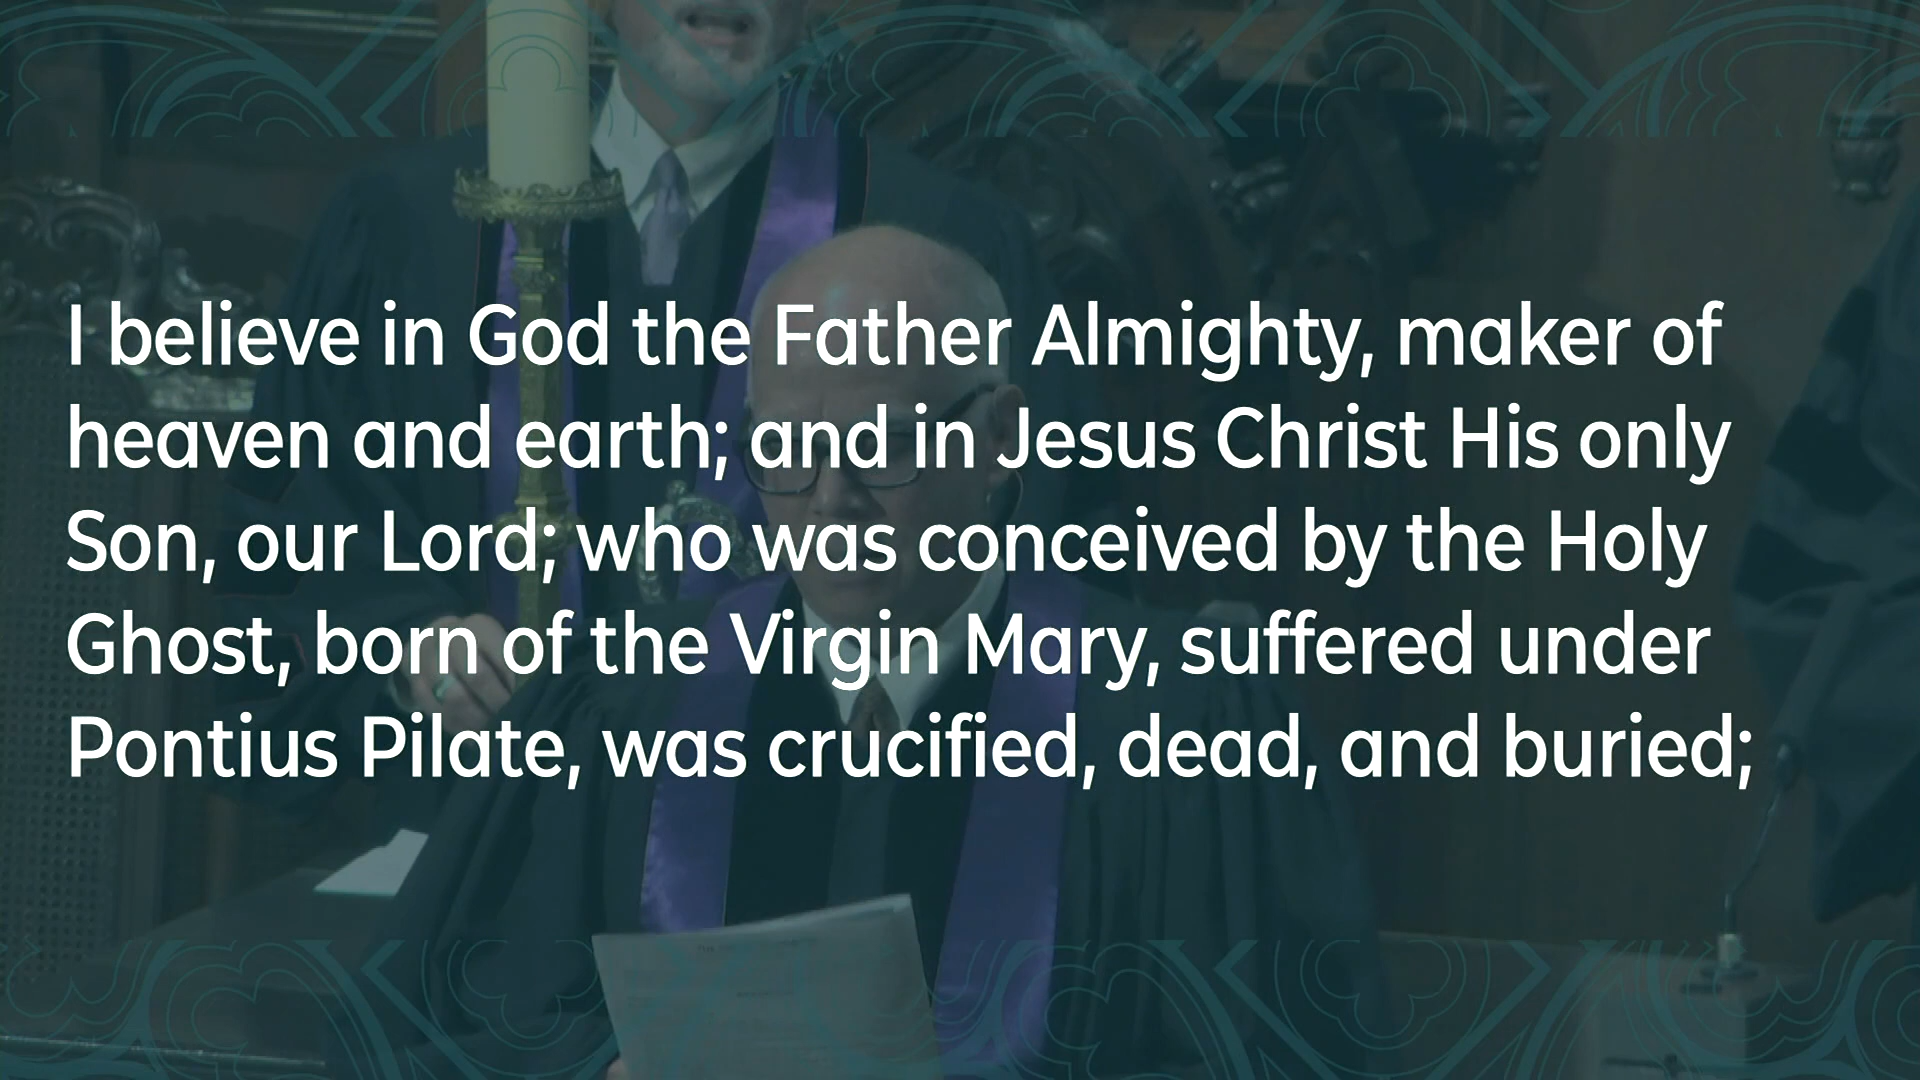 I believe in God the Father Almighty, maker of
heaven and earth; and in Jesus Christ His only
Son, our Lord; who was conceived by the Holy
Ghost, born of the Virgin Mary, suffered under
Pontius Pilate, was crucified, dead, and buried;